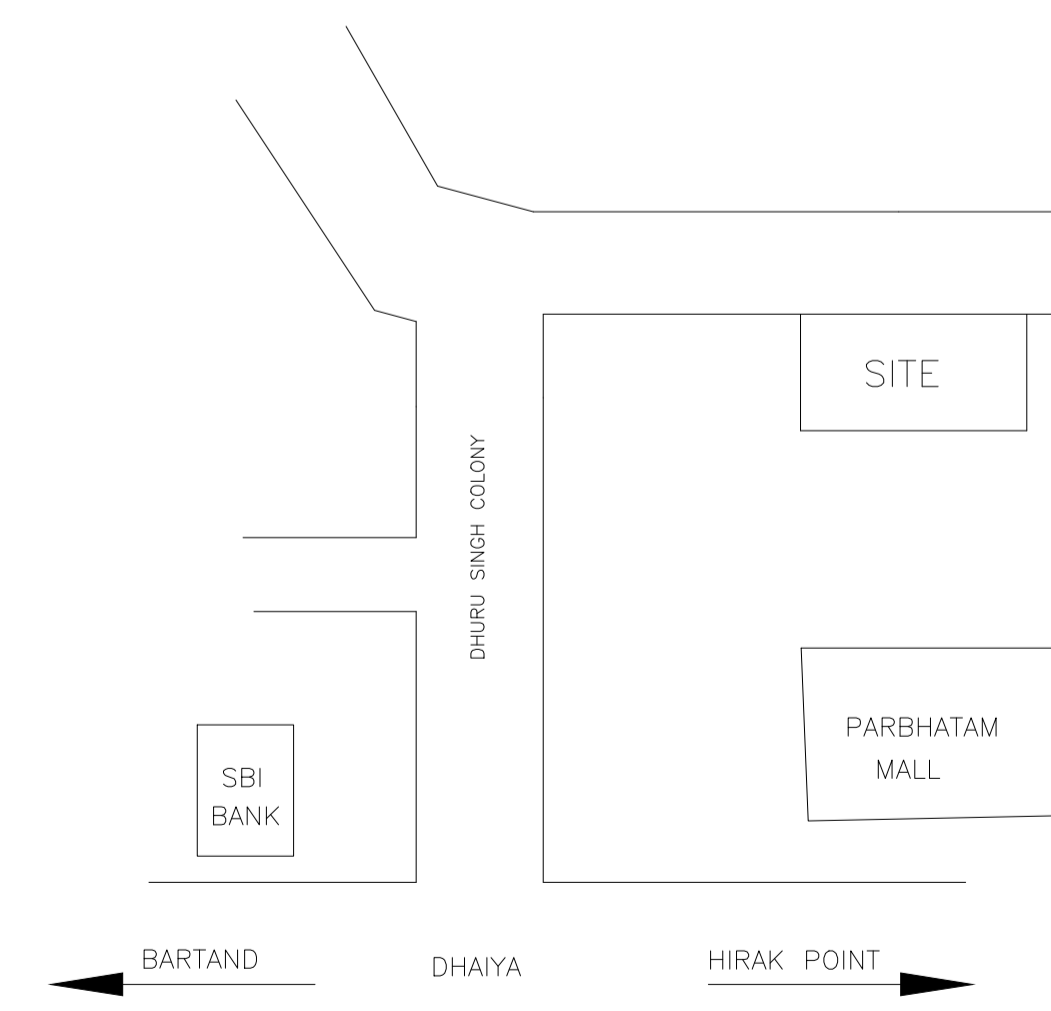 SITE
DHURU SINGH COLONY
PARBHATAM
MALL
SBI
BANK
BARTAND
DHAIYA
HIRAK POINT